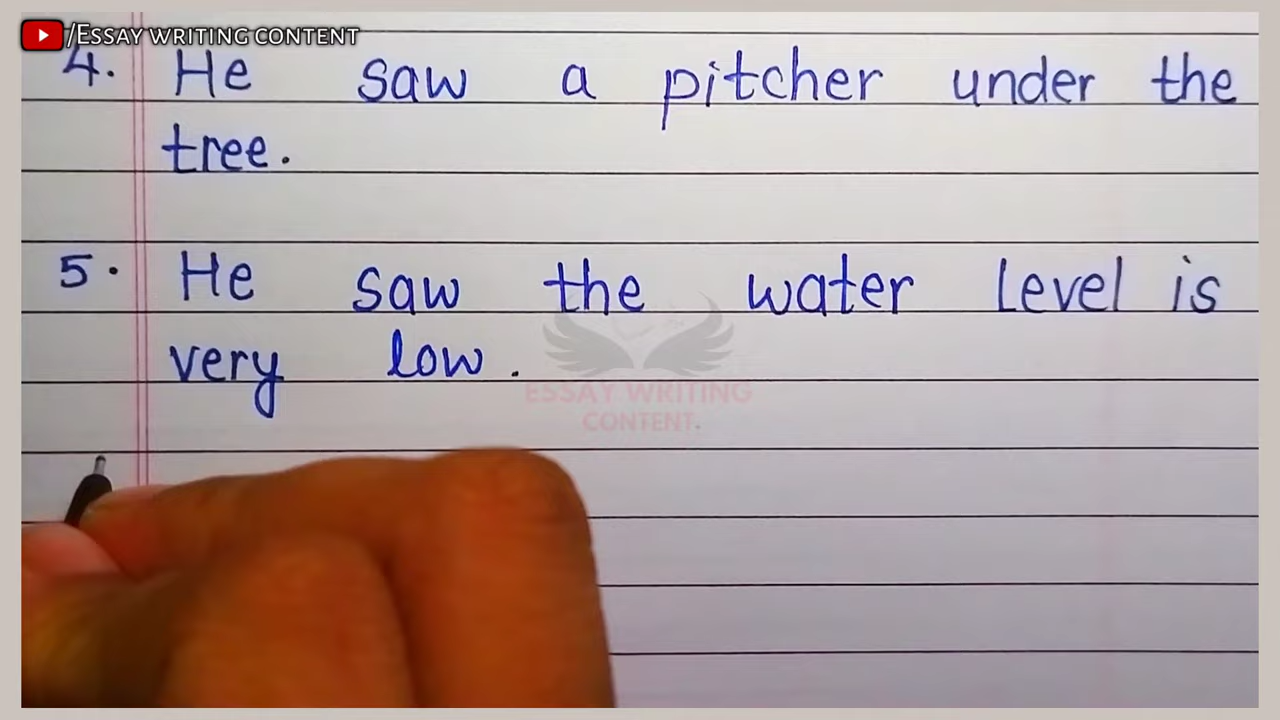 /ESSAY WRITING CONTENT
4. He saw a pitcher under the
tree.
5. He saw the water level is
very low.
ESSAY WRITING
CONTENT.